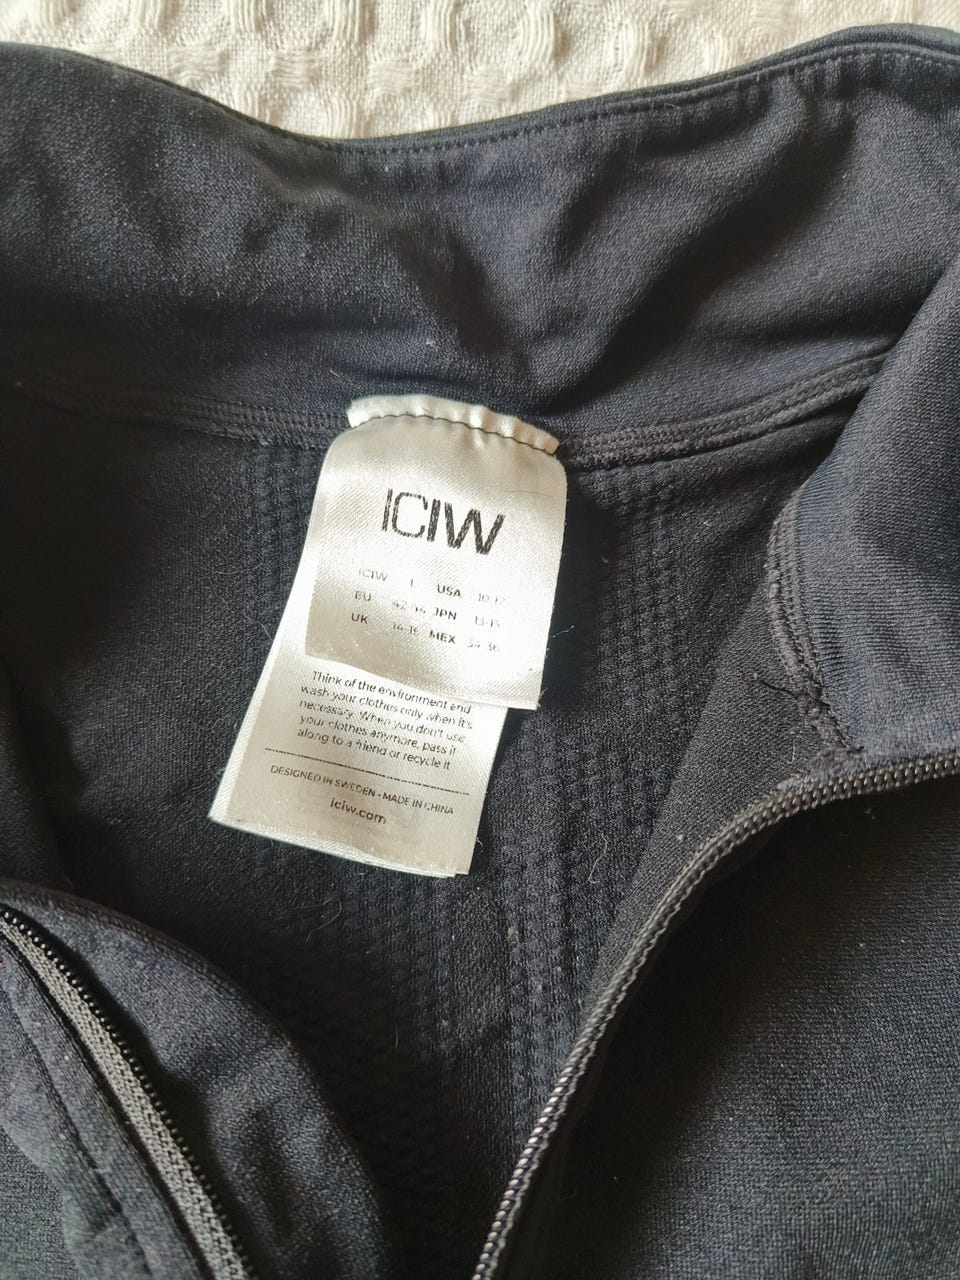 ICIW
ICIW L USA 10-12
EU 42-44 JPN 13-15
UK 14-16 MEX 34-36
Think of the environment and
wash your clothes only when it's
necessary. When you don't use
your clothes anymore, pass it
along to a friend or recycle it
DESIGNED IN SWEDEN - MADE IN CHINA
iciw.com